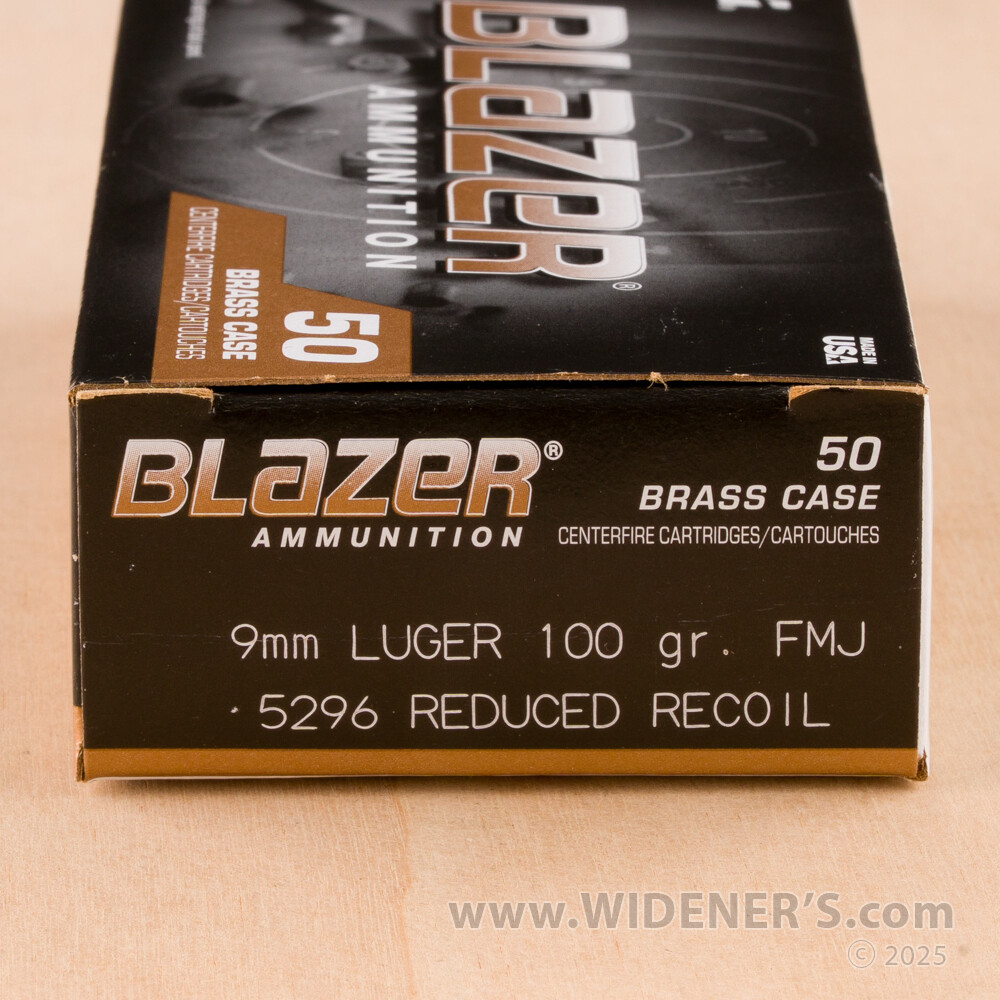 BLAZER®
AMMUNITION
50
BRASS CASE
CENTERFIRE CARTRIDGES/CARTOUCHES
MADE IN
USA
BLAZER®
AMMUNITION
50
BRASS CASE
CENTERFIRE CARTRIDGES/CARTOUCHES
9mm LUGER 100 gr. FMJ
5296 REDUCED RECOIL
www.WIDENER'S.com
© 2025